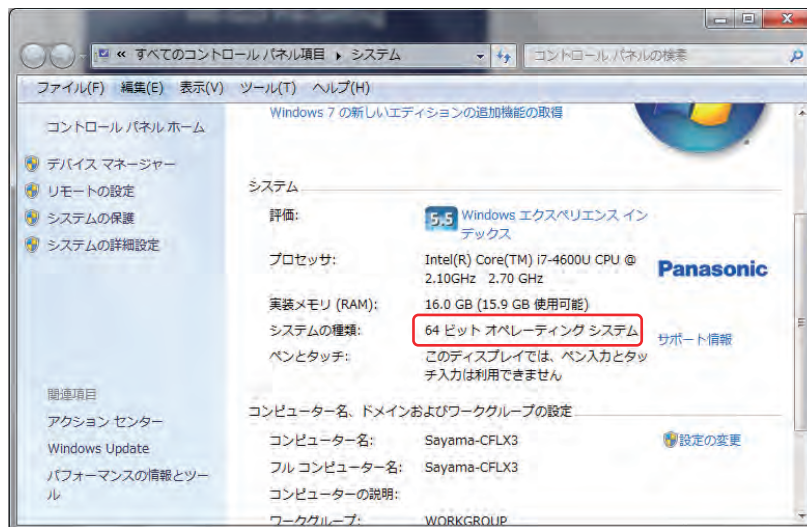 « すべてのコントロール パネル項目 ▸ システム
コントロール パネルの検索
ファイル(F) 編集(E) 表示(V) ツール(T) ヘルプ(H)
コントロール パネル ホーム
デバイス マネージャー
リモートの設定
システムの保護
システムの詳細設定
関連項目
アクション センター
Windows Update
パフォーマンスの情報とツー
ル
Windows 7 の新しいエディションの追加機能の取得
システム
評価:
5.5 Windows エクスペリエンス イン
デックス
プロセッサ:
Intel(R) Core(TM) i7-4600U CPU @
2.10GHz 2.70 GHz
実装メモリ (RAM):
16.0 GB (15.9 GB 使用可能)
システムの種類:
64 ビット オペレーティング システム
ペンとタッチ:
このディスプレイでは、ペン入力とタッ
チ入力は利用できません
Panasonic
サポート情報
コンピューター名、ドメインおよびワークグループの設定
コンピューター名: Sayama-CFLX3
設定の変更
フル コンピューター名: Sayama-CFLX3
コンピューターの説明:
ワークグループ: WORKGROUP